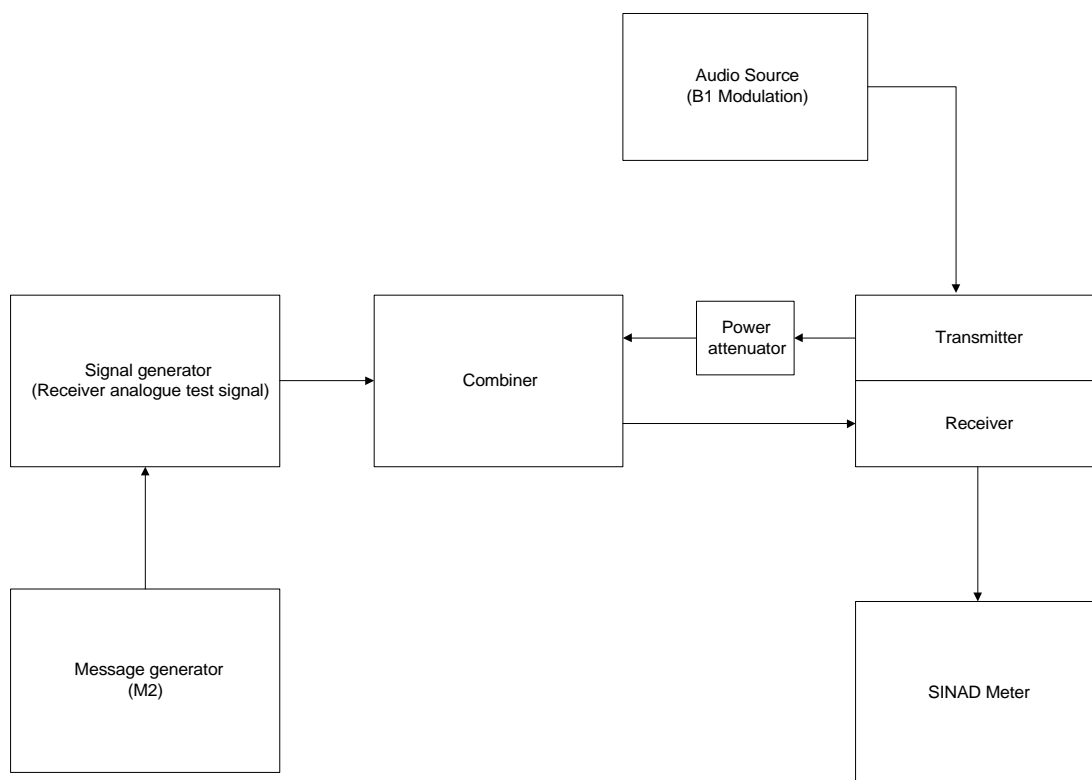 Audio Source
(B1 Modulation)
Signal generator
(Receiver analogue test signal)
Combiner
Power
attenuator
Transmitter
Receiver
Message generator
(M2)
SINAD Meter